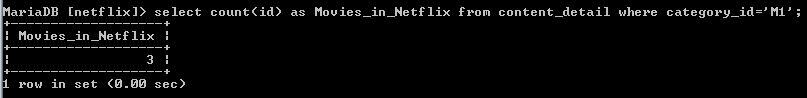 MariaDB [netflix]> select count(id) as Movies_in_Netflix from content_detail where category_id='M1';
+-------------------+
| Movies_in_Netflix |
+-------------------+
|                 3 |
+-------------------+
1 row in set (0.00 sec)